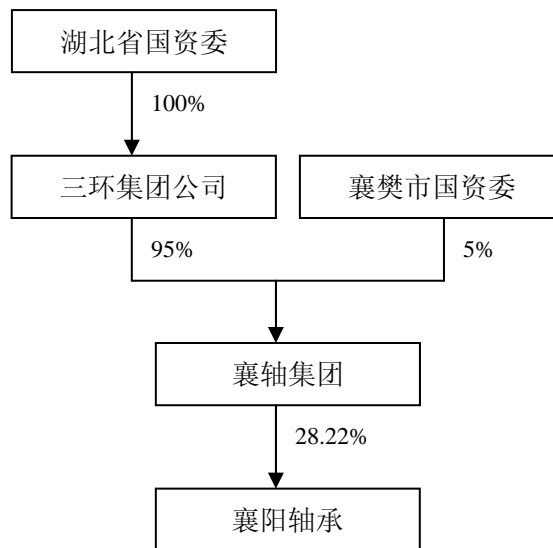 湖北省国资委
100%
三环集团公司
襄樊市国资委
95%
5%
襄轴集团
28.22%
襄阳轴承